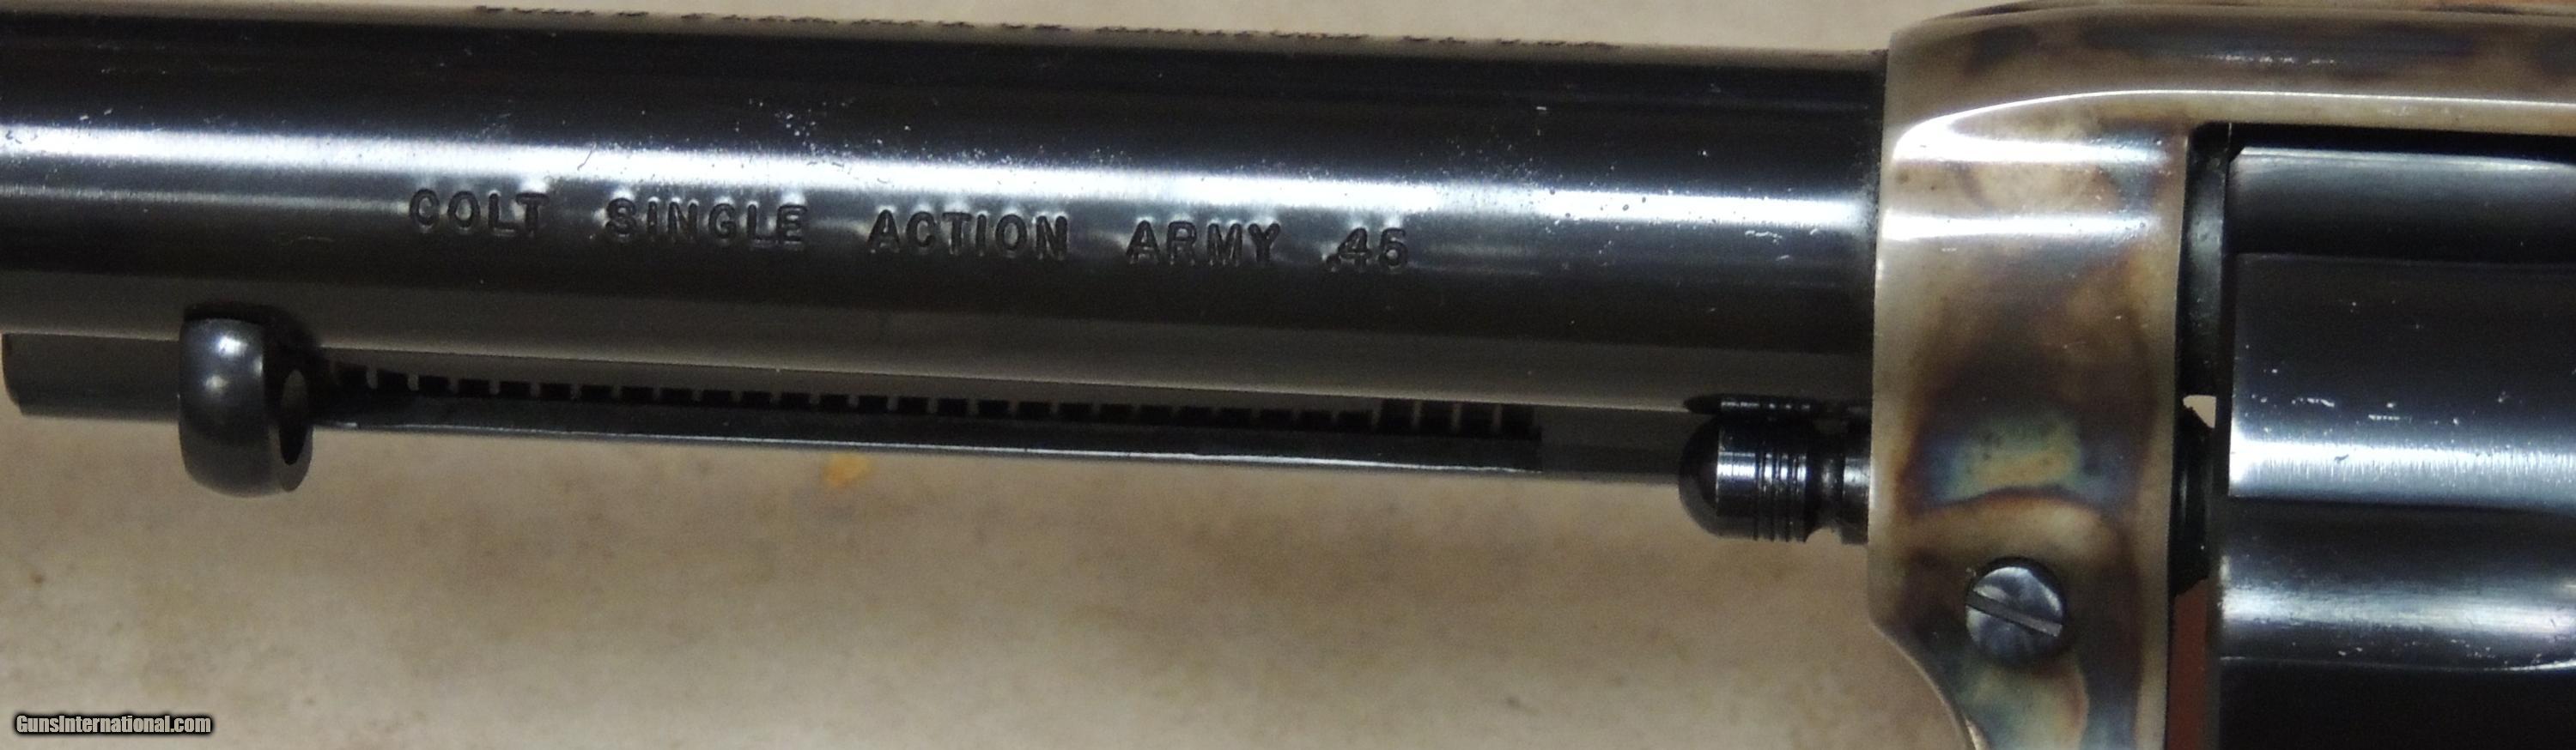 COLT SINGLE ACTION ARMY .45
GunsInternational.com